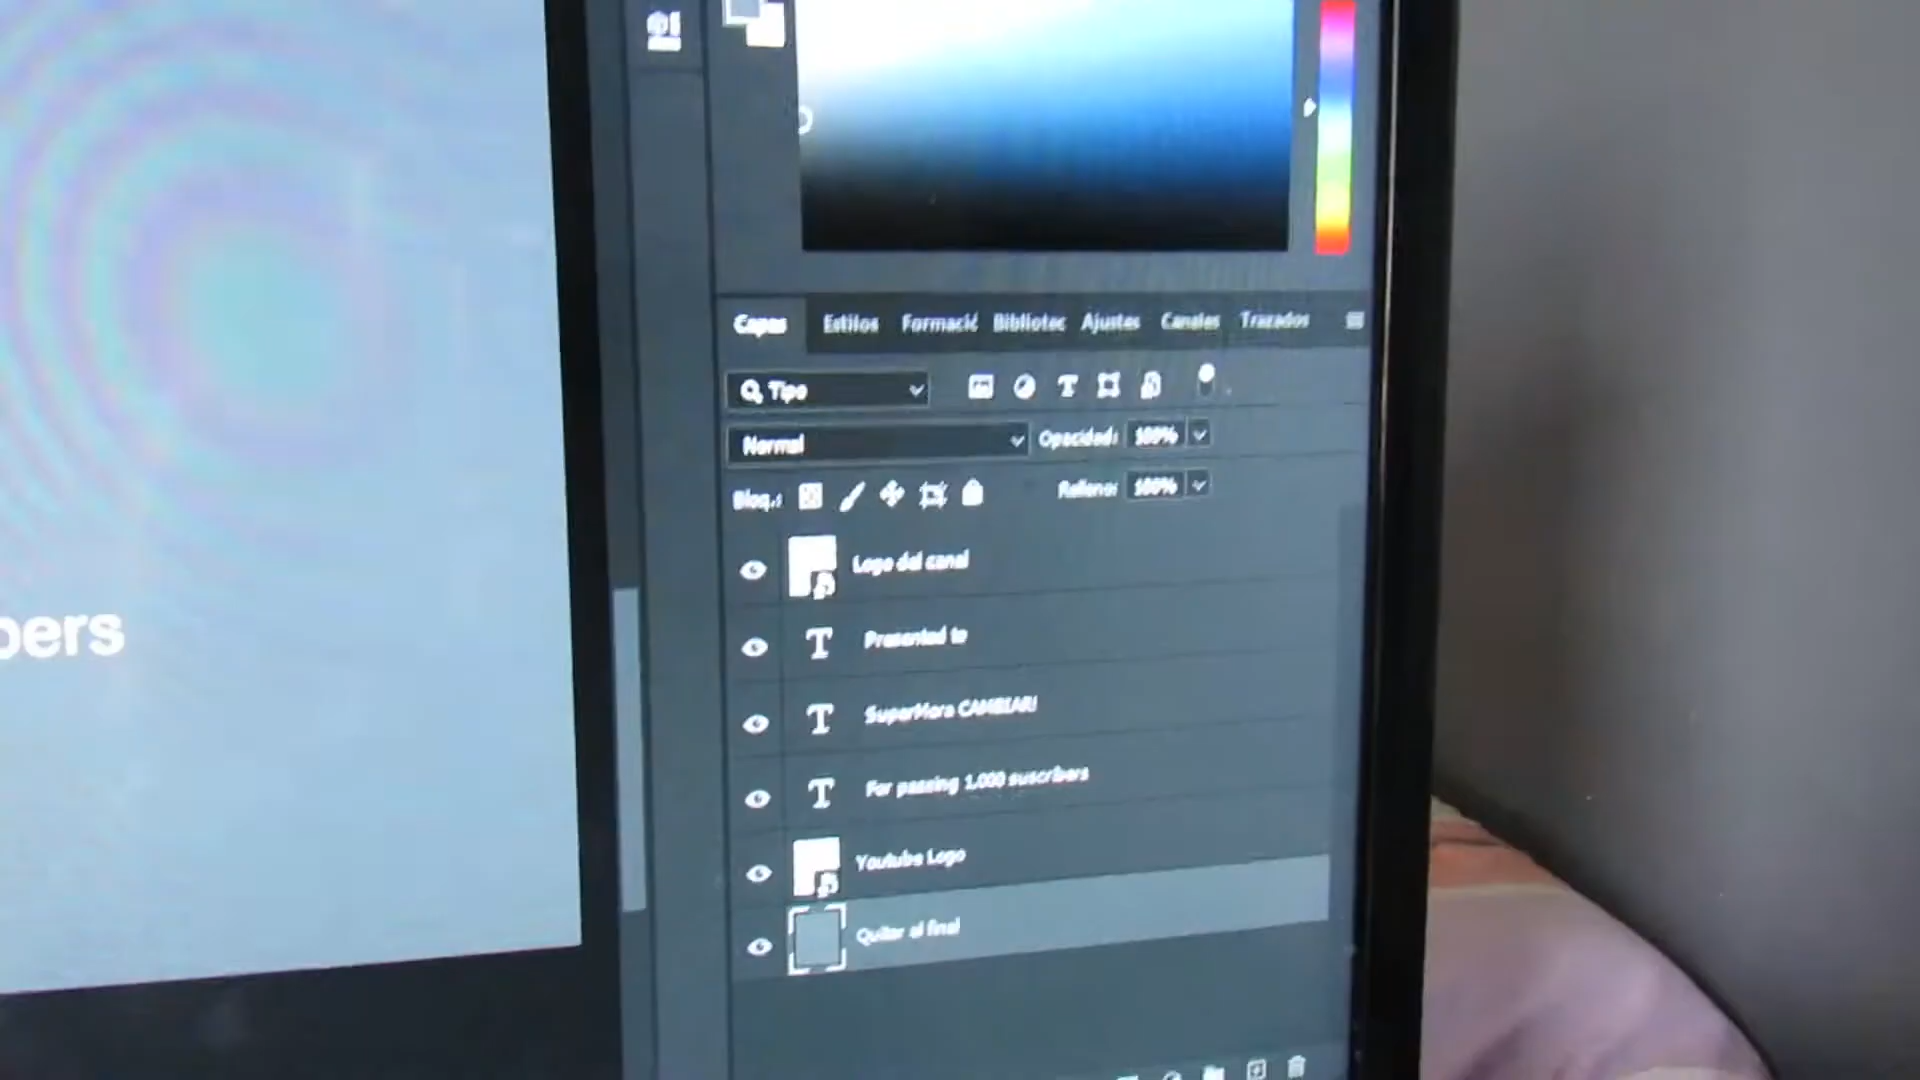 bers
Capas Estilos Formacić Bibliotec Ajustes Canales Trazados
Tipo
Normal Opacidad: 100%
Bloq.: Relleno: 100%
Logo del canal
Presented to
SuperMora CAMBIAR!
For passing 1.000 suscribers
Youtube Logo
Quitar al final